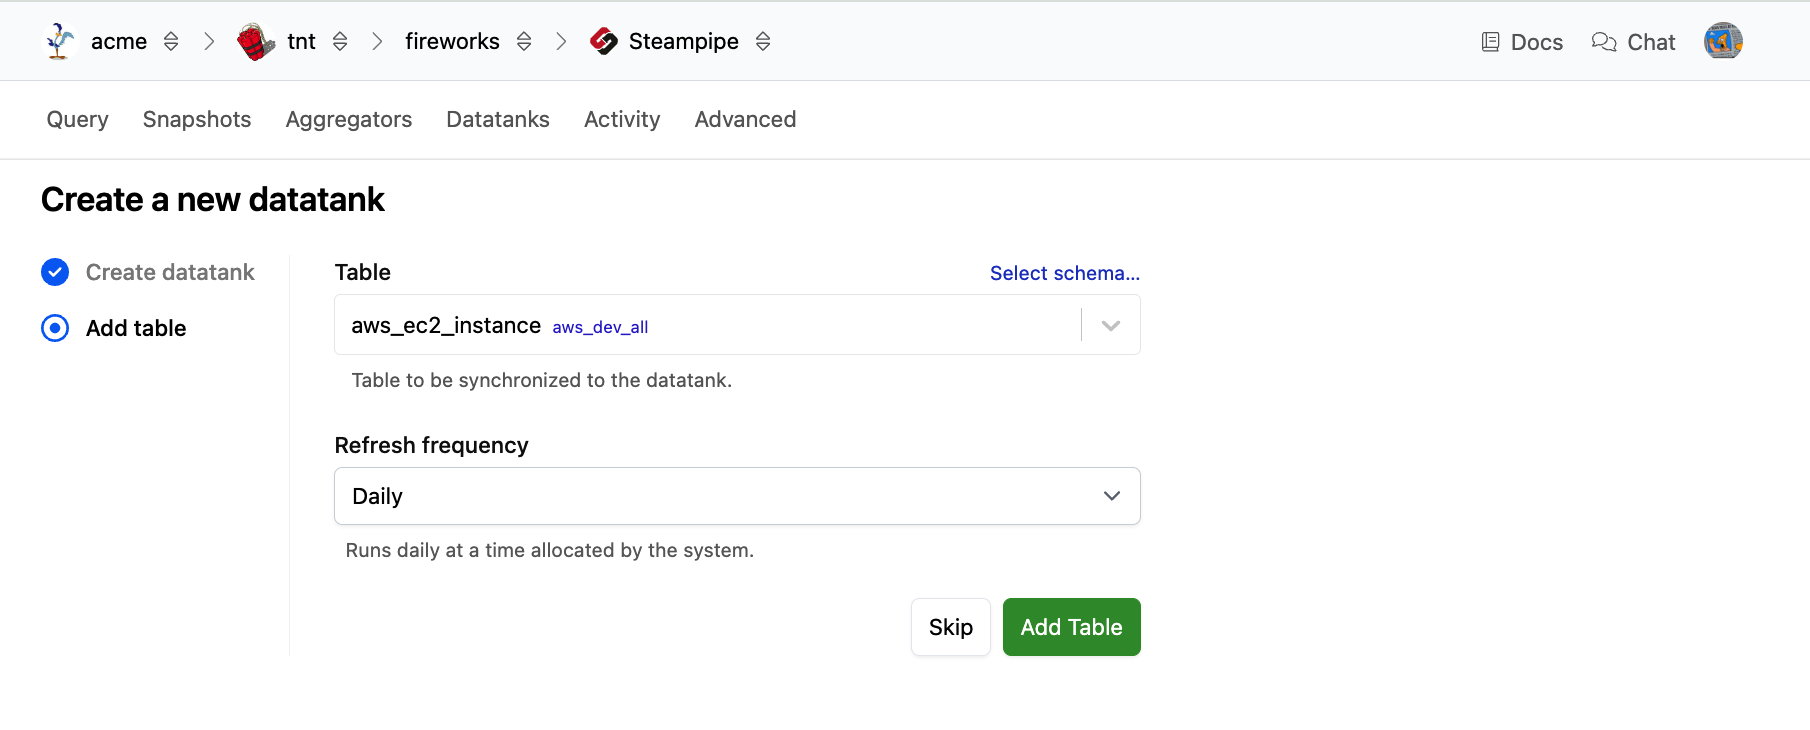 acme tnt fireworks Steampipe Docs Chat
Query Snapshots Aggregators Datatanks Activity Advanced
Create a new datatank
Create datatank
Add table
Table Select schema...
aws_ec2_instance aws_dev_all
Table to be synchronized to the datatank.
Refresh frequency
Daily
Runs daily at a time allocated by the system.
Skip Add Table